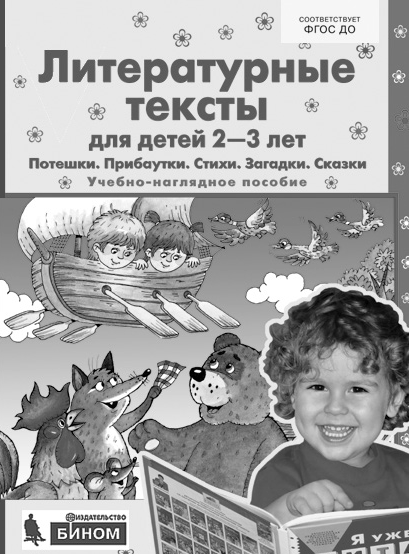 СООТВЕТСТВУЕТ
ФГОС ДО
Литературные
тексты
для детей 2—3 лет
Потешки. Прибаутки. Стихи. Загадки. Сказки
Учебно-наглядное пособие
Я УЖЕ
ИЗДАТЕЛЬСТВО
БИНОМ